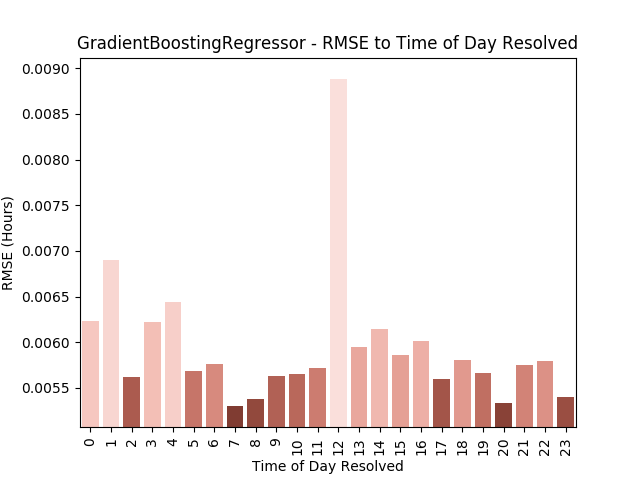 GradientBoostingRegressor - RMSE to Time of Day Resolved
0.0090
0.0085
0.0080
0.0075
0.0070
0.0065
0.0060
0.0055
RMSE (Hours)
0 1 2 3 4 5 6 7 8 9 10 11 12 13 14 15 16 17 18 19 20 21 22 23
Time of Day Resolved